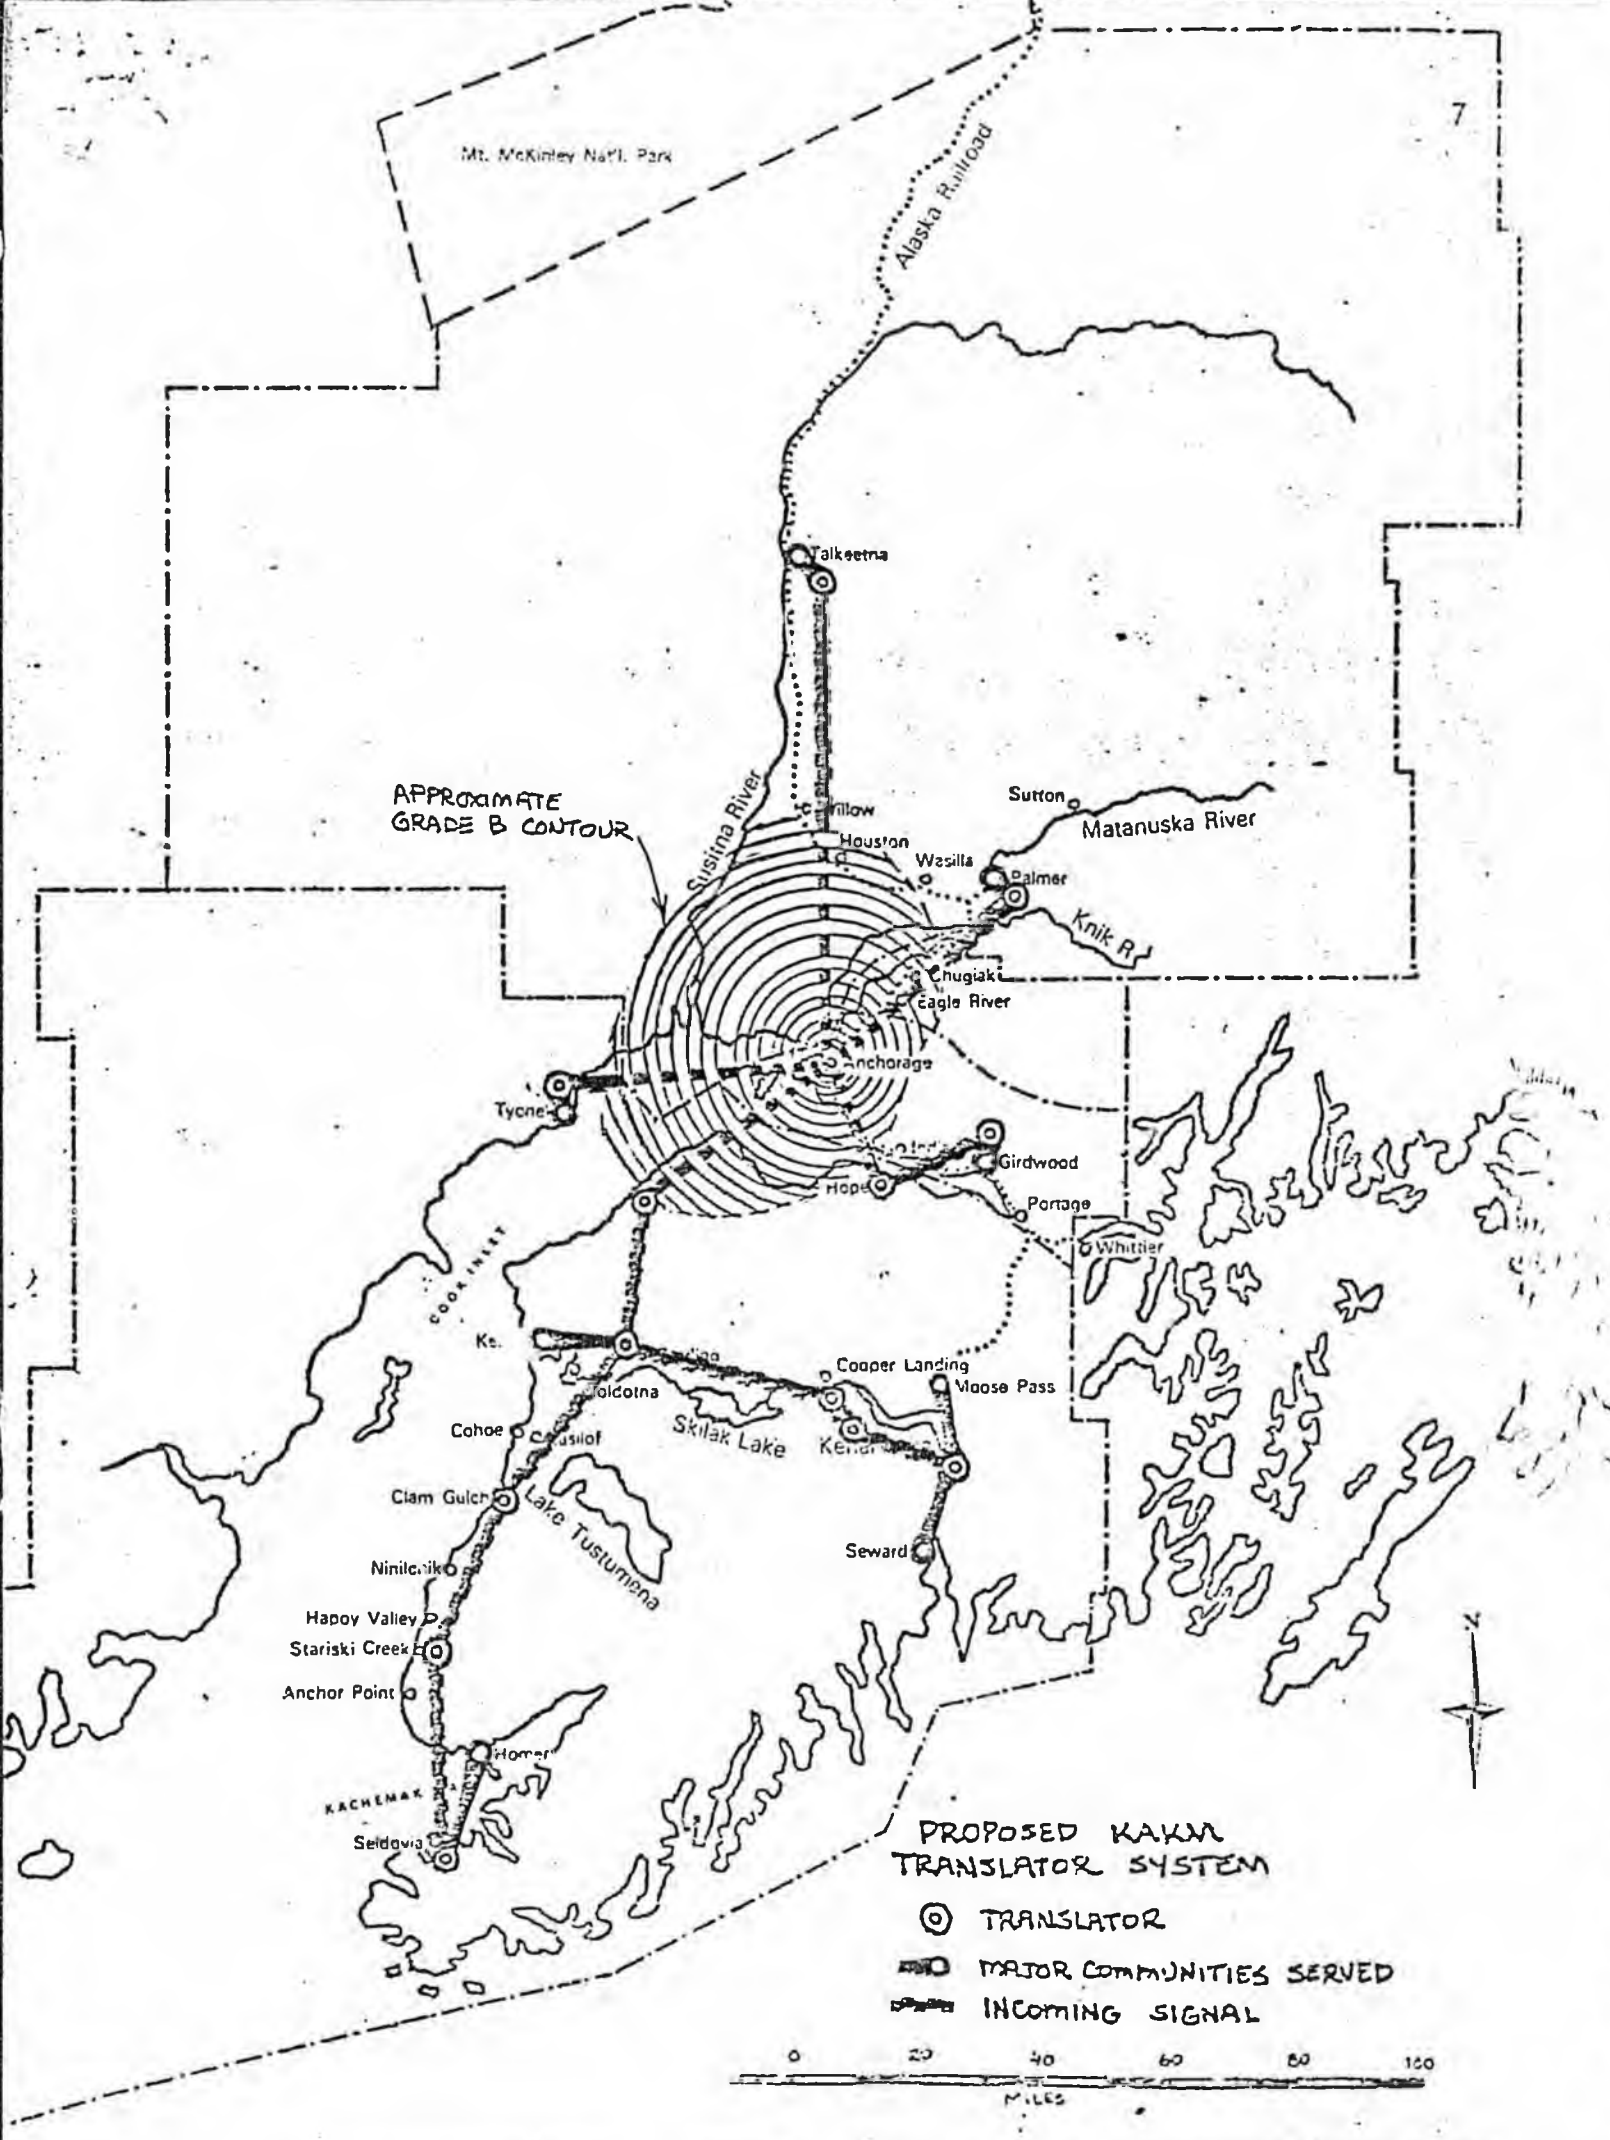 7
Mt. McKinley Nat'l. Park
Alaska Railroad
Talkeetna
APPROXIMATE
GRADE B CONTOUR
Susitna River
Sutton
Matanuska River
Houston
Wasilla
Palmer
Knik R
Chugiak
Eagle River
Anchorage
Girdwood
Hope
Portage
Whittier
COOK INLET
Cooper Landing
Moose Pass
Cohoe
Skilak Lake
Clam Gulch
Lake Tustumena
Seward
Ninilchik
Happy Valley
Stariski Creek
Anchor Point
Homer
KACHEMAK
Seldovia
N
PROPOSED KAKM
TRANSLATOR SYSTEM
TRANSLATOR
MAJOR COMMUNITIES SERVED
INCOMING SIGNAL
0 20 40 60 80 100
MILES